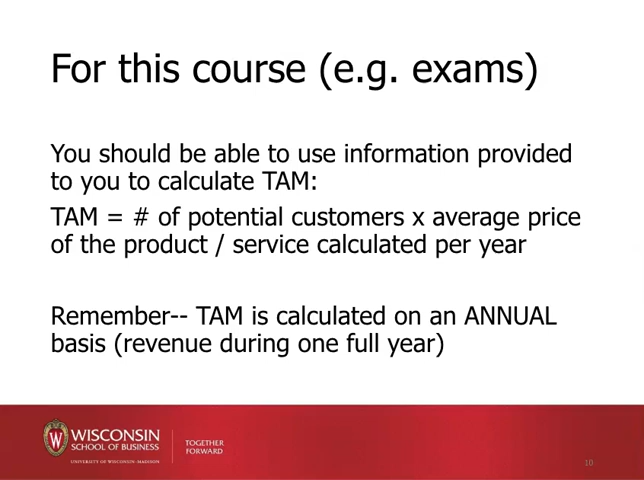 For this course (e.g. exams)
You should be able to use information provided
to you to calculate TAM:
TAM = # of potential customers x average price
of the product / service calculated per year
Remember-- TAM is calculated on an ANNUAL
basis (revenue during one full year)
W
WISCONSIN
SCHOOL OF BUSINESS
UNIVERSITY OF WISCONSIN-MADISON
TOGETHER
FORWARD
10